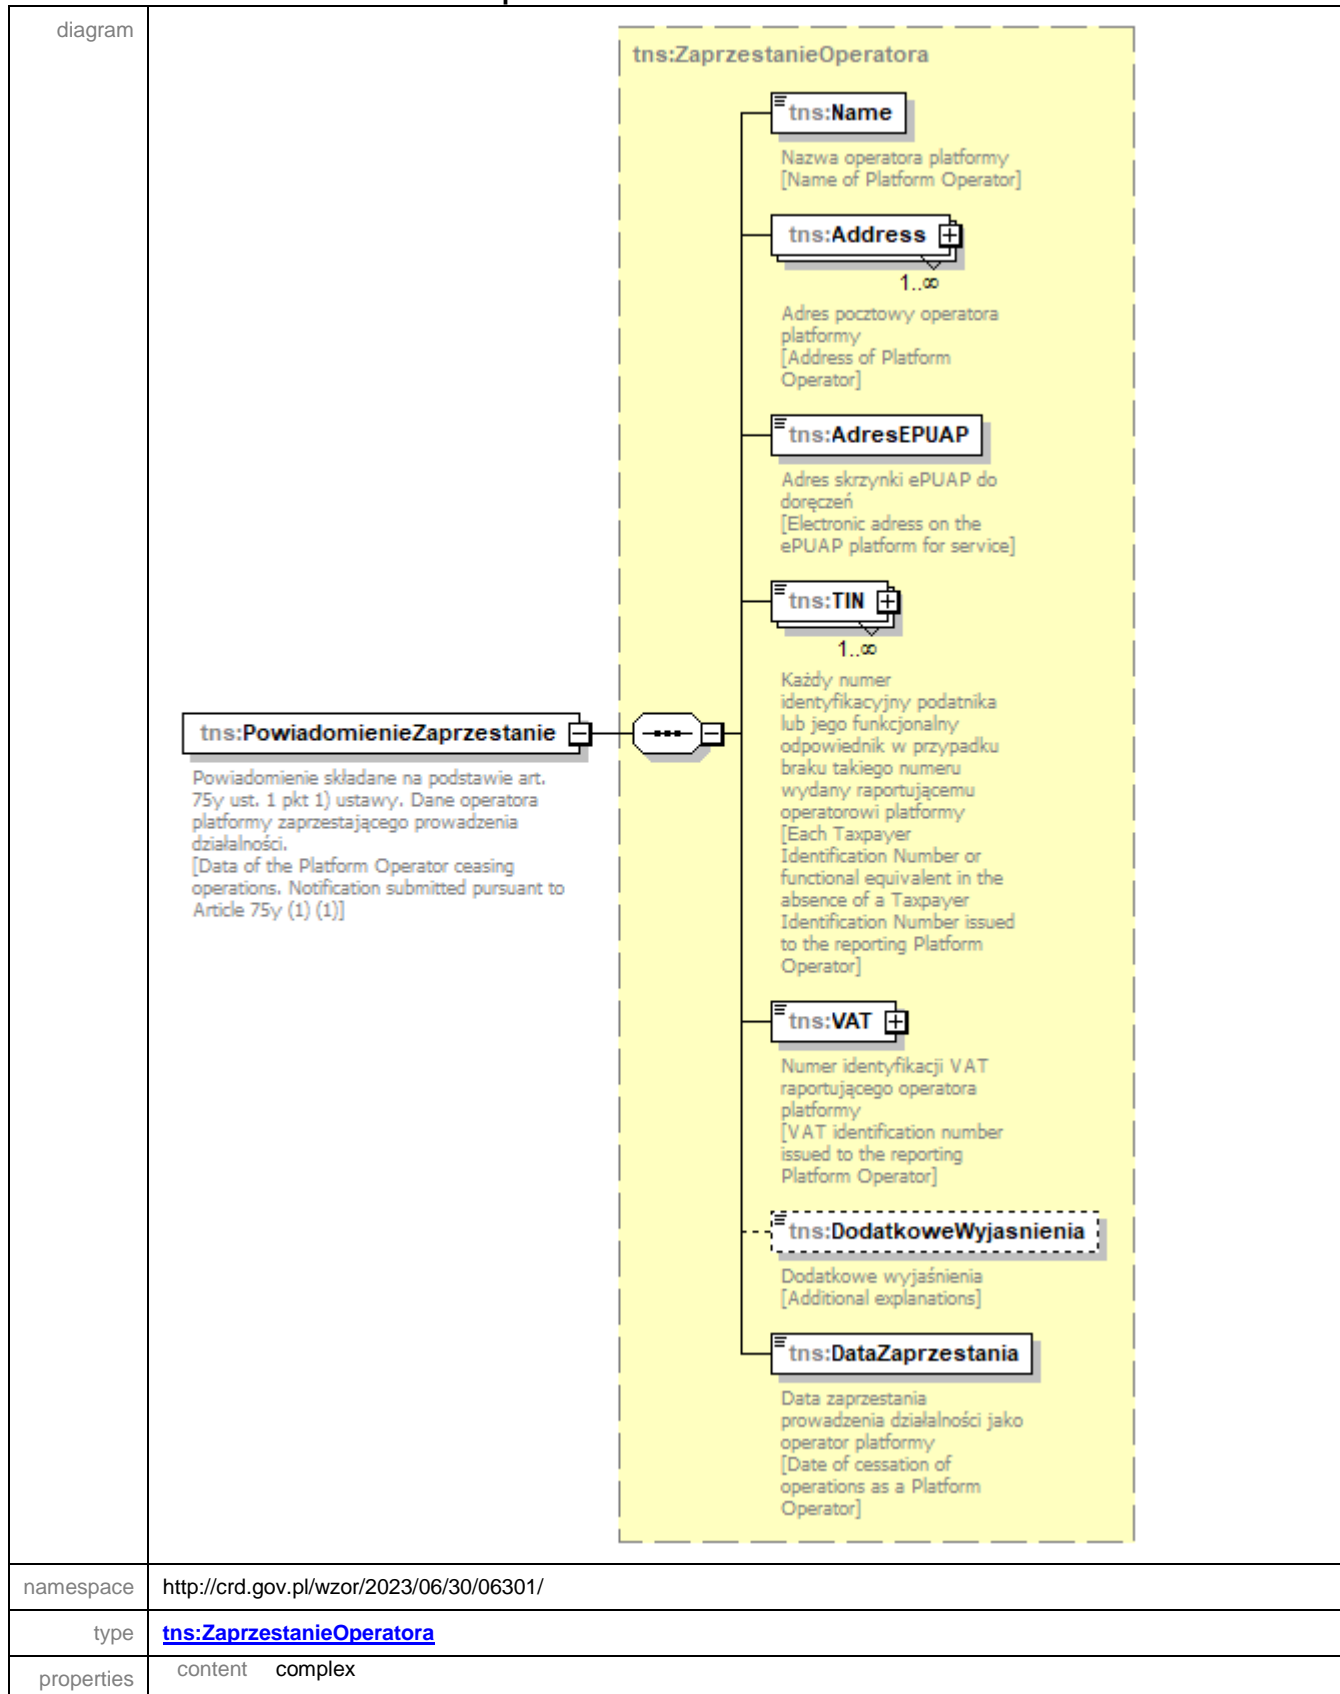 diagram
tns:ZaprzestanieOperatora
tns:Name
Nazwa operatora platformy
[Name of Platform Operator]
tns:Address
1..∞
Adres pocztowy operatora
platformy
[Address of Platform
Operator]
tns:AdresEPUAP
Adres skrzynki ePUAP do
doręczeń
[Electronic adress on the
ePUAP platform for service]
tns:TIN
1..∞
Każdy numer
identyfikacyjny podatnika
lub jego funkcjonalny
odpowiednik w przypadku
braku takiego numeru
wydany raportującemu
operatorowi platformy
[Each Taxpayer
Identification Number or
functional equivalent in the
absence of a Taxpayer
Identification Number issued
to the reporting Platform
Operator]
tns:PowiadomienieZaprzestanie
Powiadomienie składane na podstawie art.
75y ust. 1 pkt 1) ustawy. Dane operatora
platformy zaprzestającego prowadzenia
działalności.
[Data of the Platform Operator ceasing
operations. Notification submitted pursuant to
Article 75y (1) (1)]
tns:VAT
Numer identyfikacji VAT
raportującego operatora
platformy
[VAT identification number
issued to the reporting
Platform Operator]
tns:DodatkoweWyjasnienia
Dodatkowe wyjaśnienia
[Additional explanations]
tns:DataZaprzestania
Data zaprzestania
prowadzenia działalności jako
operator platformy
[Date of cessation of
operations as a Platform
Operator]
namespace http://crd.gov.pl/wzor/2023/06/30/06301/
type tns:ZaprzestanieOperatora
properties content complex